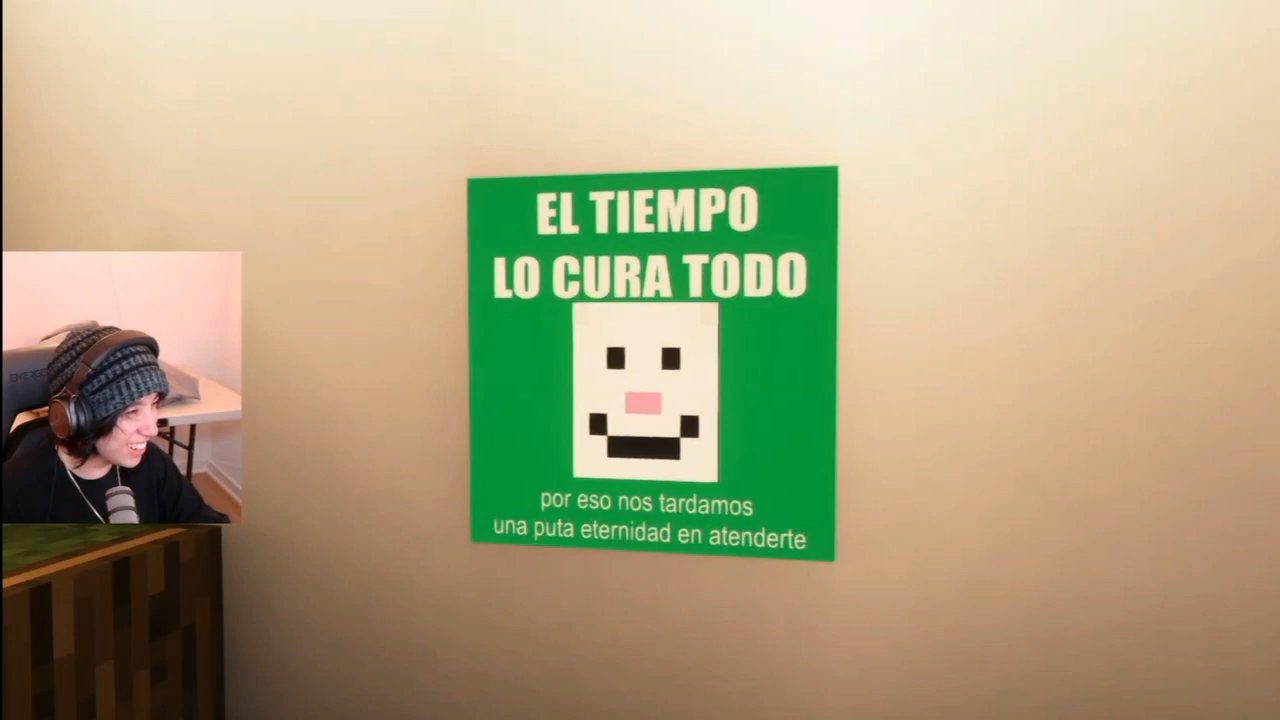 EL TIEMPO
LO CURA TODO
por eso nos tardamos
una puta eternidad en atenderte